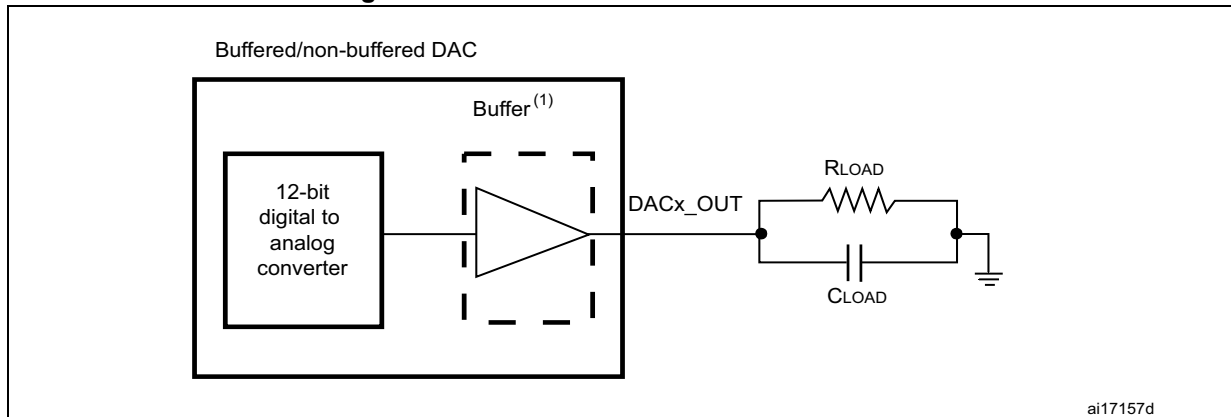 Buffered/non-buffered DAC
Buffer (1)
12-bit
digital to
analog
converter
DACx_OUT
RLOAD
CLOAD
ai17157d